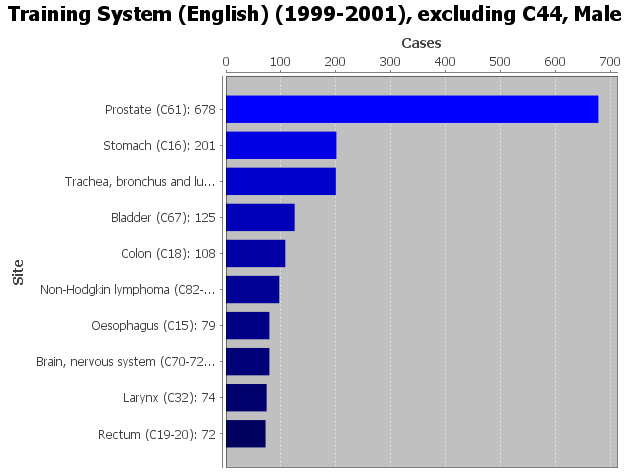 Training System (English) (1999-2001), excluding C44, Male
Cases
0 100 200 300 400 500 600 700
Prostate (C61): 678
Stomach (C16): 201
Trachea, bronchus and lu...
Bladder (C67): 125
Colon (C18): 108
Non-Hodgkin lymphoma (C82-...
Oesophagus (C15): 79
Brain, nervous system (C70-72...
Larynx (C32): 74
Rectum (C19-20): 72
Site